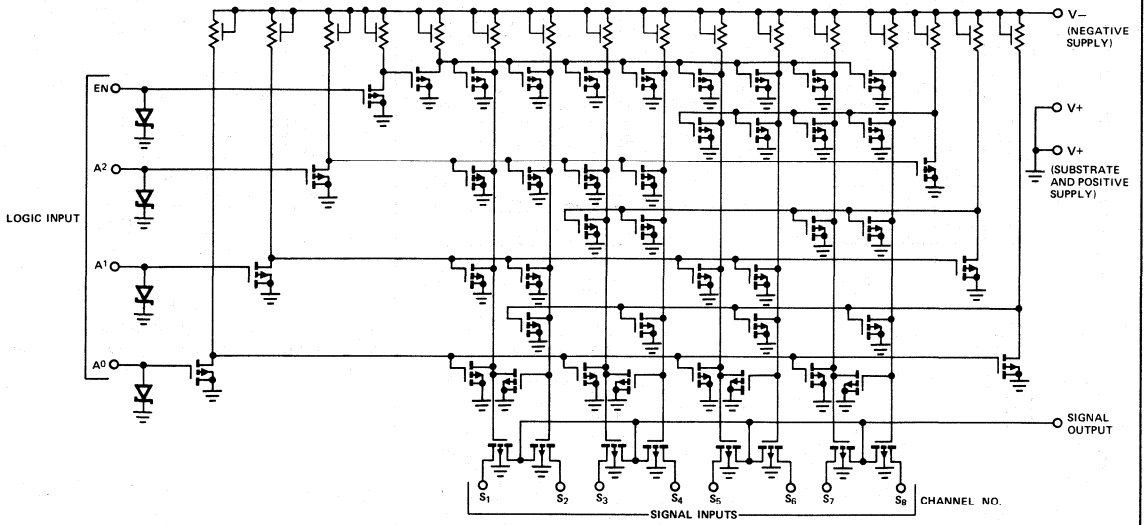 V−
(NEGATIVE
SUPPLY)
EN
V+
A2
V+
(SUBSTRATE
AND POSITIVE
SUPPLY)
LOGIC INPUT
A1
A0
SIGNAL
OUTPUT
S1 S2 S3 S4 S5 S6 S7 S8 CHANNEL NO.
SIGNAL INPUTS